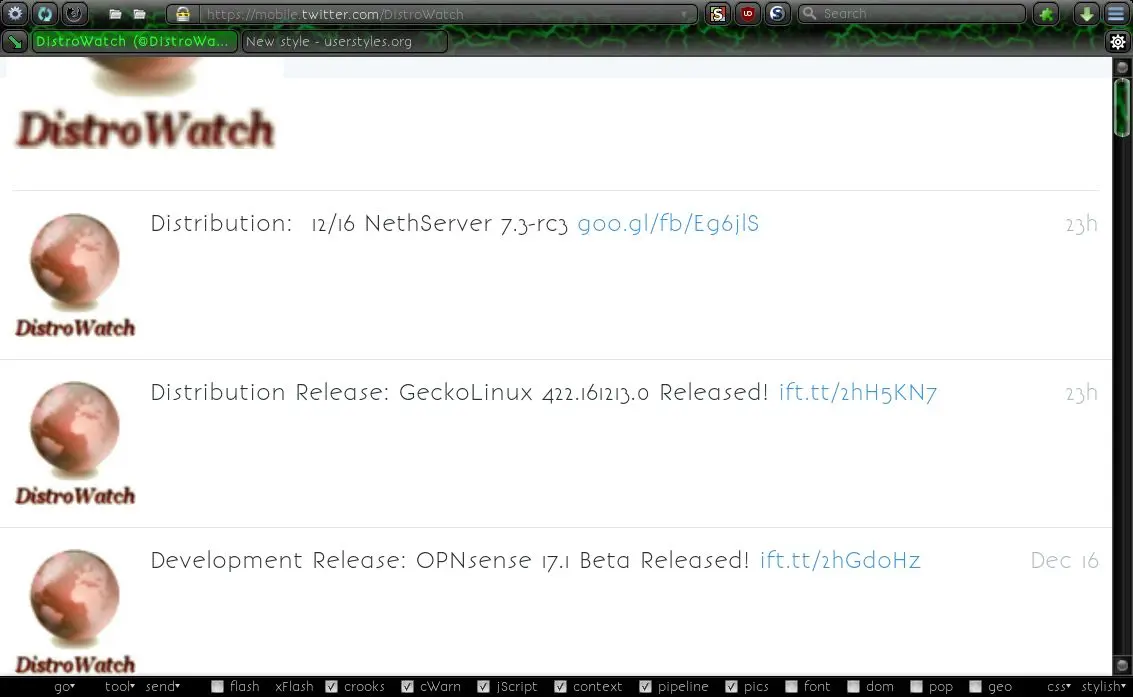 https://mobile.twitter.com/DistroWatch
UD
S
Search
DistroWatch (@DistroWa...
New style - userstyles.org
DistroWatch
Distribution: 12/16 NethServer 7.3-rc3 goo.gl/fb/Eg6jlS
23h
DistroWatch
Distribution Release: GeckoLinux 422.161213.0 Released! ift.tt/2hH5KN7
23h
DistroWatch
Development Release: OPNsense 17.1 Beta Released! ift.tt/2hGdoHz
Dec 16
DistroWatch
go▾ tool▾ send▾ flash xFlash crooks cWarn jScript context pipeline pics font dom pop geo css▾ stylish▾